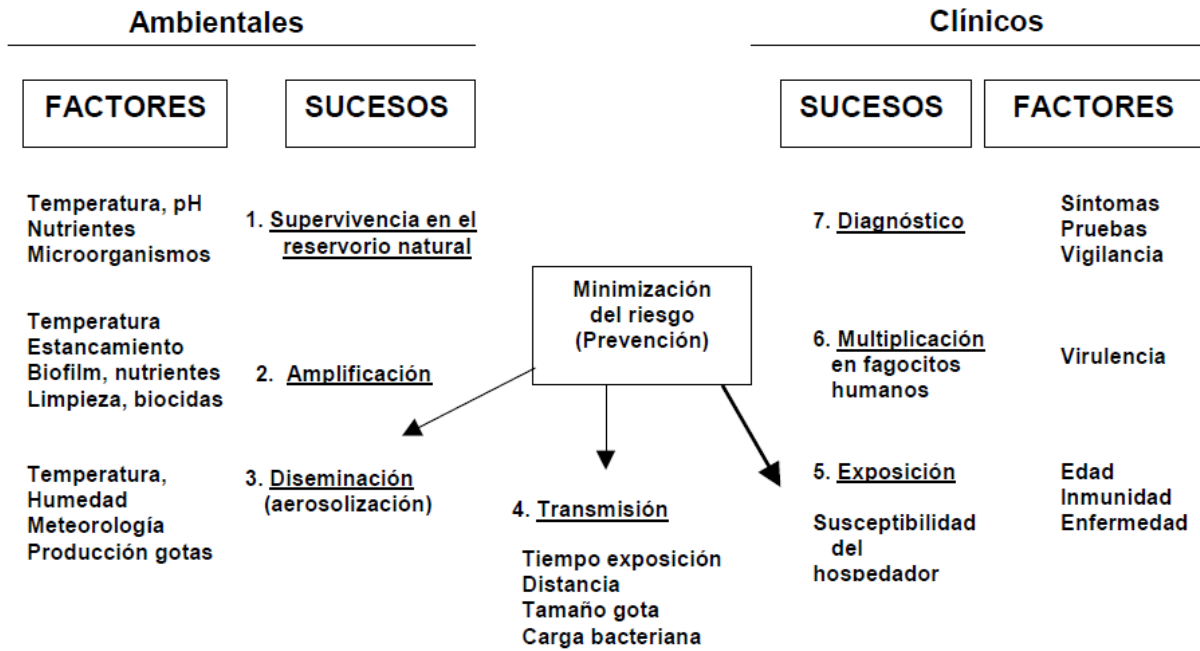 Ambientales
Clínicos
FACTORES
SUCESOS
SUCESOS
FACTORES
Temperatura, pH
Nutrientes
Microorganismos
1. Supervivencia en el
reservorio natural
7. Diagnóstico
Síntomas
Pruebas
Vigilancia
Minimización
del riesgo
(Prevención)
Temperatura
Estancamiento
Biofilm, nutrientes
Limpieza, biocidas
2. Amplificación
6. Multiplicación
en fagocitos
humanos
Virulencia
Temperatura,
Humedad
Meteorología
Producción gotas
3. Diseminación
(aerosolización)
4. Transmisión
Tiempo exposición
Distancia
Tamaño gota
Carga bacteriana
5. Exposición
Susceptibilidad
del
hospedador
Edad
Inmunidad
Enfermedad